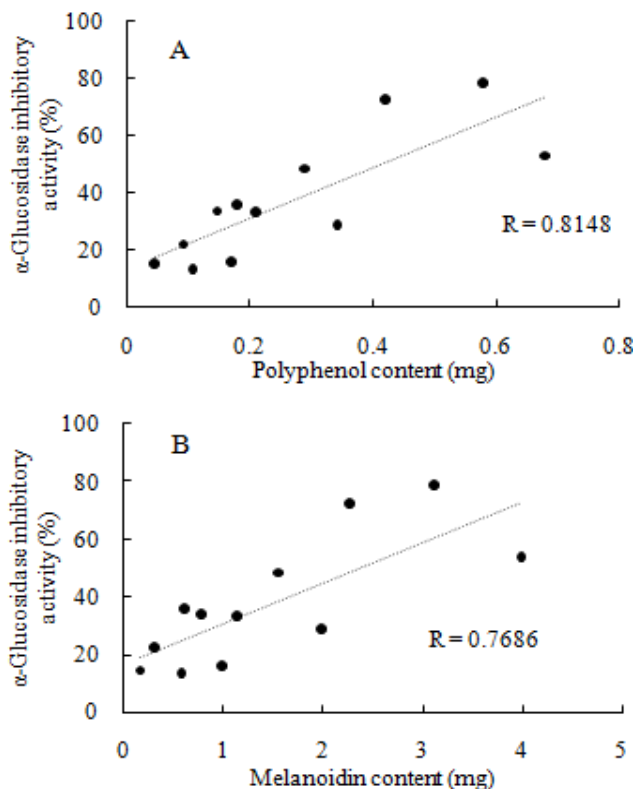 α-Glucosidase inhibitory
activity (%)
100
80
60
40
20
0
A
R = 0.8148
0
0.2
0.4
0.6
0.8
Polyphenol content (mg)
α-Glucosidase inhibitory
activity (%)
100
80
60
40
20
0
B
R = 0.7686
0
1
2
3
4
5
Melanoidin content (mg)